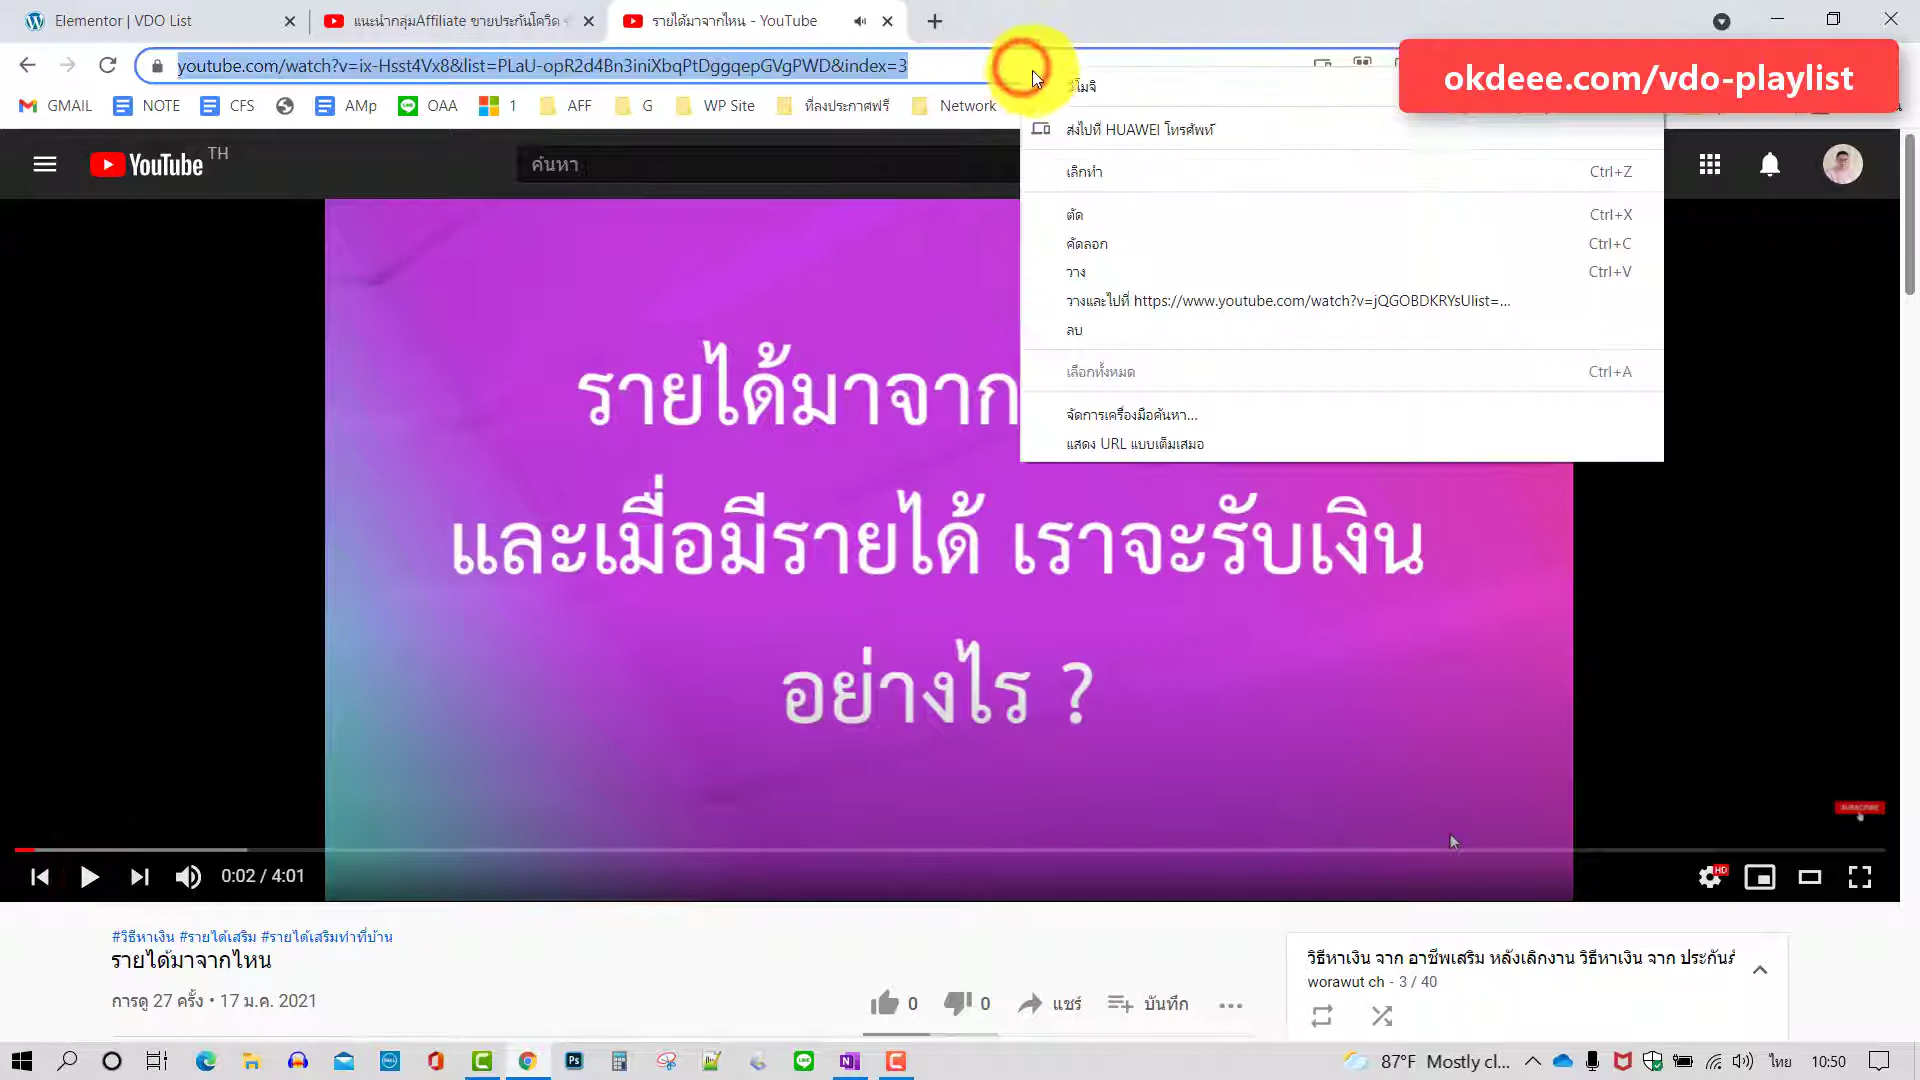 Elementor | VDO List
แนะนำกลุ่มAffiliate ขายประกันโควิด
รายได้มาจากไหน - YouTube
youtube.com/watch?v=ix-Hsst4Vx8&list=PLaU-opR2d4Bn3iniXbqPtDggqepGVgPWD&index=3
okdeee.com/vdo-playlist
GMAIL
NOTE
CFS
AMp
OAA
1
AFF
G
WP Site
ที่ลงประกาศฟรี
Network
YouTube TH
ค้นหา
อีโมจิ
ส่งไปที่ HUAWEI โทรศัพท์
เลิกทำ Ctrl+Z
ตัด Ctrl+X
คัดลอก Ctrl+C
วาง Ctrl+V
วางและไปที่ https://www.youtube.com/watch?v=jQGOBDKRYsUlist=...
ลบ
เลือกทั้งหมด Ctrl+A
จัดการเครื่องมือค้นหา...
แสดง URL แบบเต็มเสมอ
รายได้มาจาก
และเมื่อมีรายได้ เราจะรับเงิน
อย่างไร ?
SUBSCRIBE
0:02 / 4:01
HD
#วิธีหาเงิน #รายได้เสริม #รายได้เสริมทำที่บ้าน
รายได้มาจากไหน
การดู 27 ครั้ง • 17 ม.ค. 2021
0
0
แชร์
บันทึก
วิธีหาเงิน จาก อาชีพเสริม หลังเลิกงาน วิธีหาเงิน จาก ประกันภั
worawut ch - 3 / 40
87°F Mostly cl...
ไทย
10:50